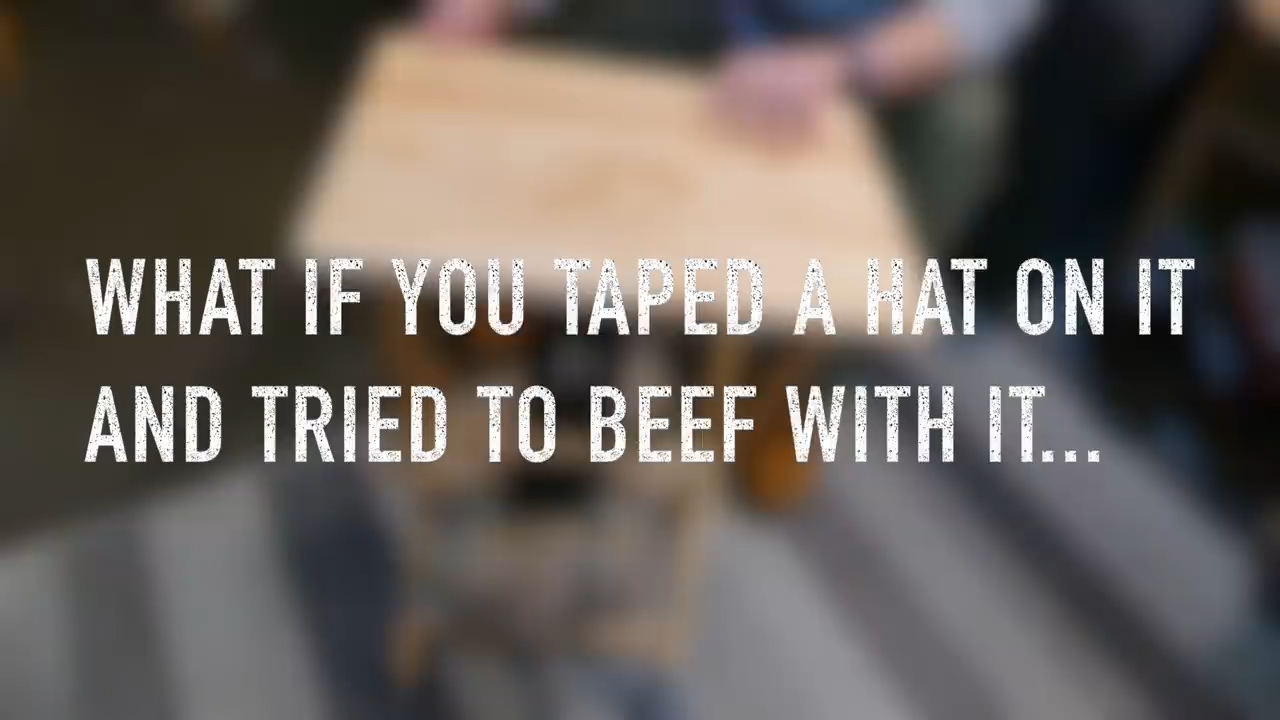 WHAT IF YOU TAPED A HAT ON IT
AND TRIED TO BEEF WITH IT...